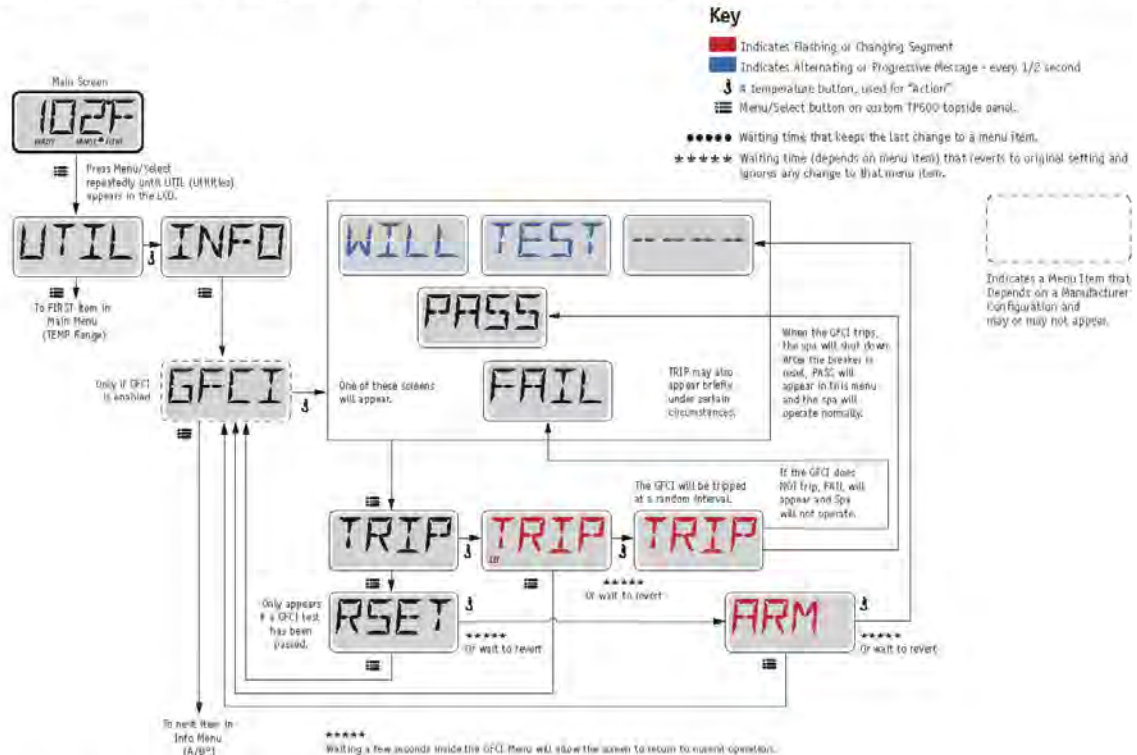 Key
Indicates Flashing or Changing Segment
Indicates Alternating or Progressive Message - every 1/2 second
A temperature button, used for "Action"
Menu/Select button on custom TP600 topside panel.
●●●●● Waiting time that keeps the last change to a menu item.
★★★★★ Waiting time (depends on menu item) that reverts to original setting and
ignores any change to that menu item.
Main Screen
102F
READY RANGE HEAT
Press Menu/Select
repeatedly until UTIL (Utilities)
appears in the LCD.
UTIL
INFO
WILL
TEST
----
Indicates a Menu Item that
Depends on a Manufacturer
Configuration and
may or may not appear.
To FIRST item in
Main Menu
(TEMP Range)
PASS
When the GFCI trips,
the spa will shut down.
After the breaker is
reset, PASS will
appear in this menu
and the spa will
operate normally.
Only if GFCI
is enabled
GFCI
One of these screens
will appear.
FAIL
TRIP may also
appear briefly
under certain
circumstances.
The GFCI will be tripped
at a random interval.
If the GFCI does
NOT trip, FAIL will
appear and Spa
will not operate.
TRIP
TRIP
SET
TRIP
★★★★★
Or wait to revert
Only appears
if a GFCI test
has been
passed.
RSET
★★★★★
Or wait to revert
ARM
★★★★★
Or wait to revert
To next item in
Info Menu
(A/B°)
★★★★★
Waiting a few seconds inside the GFCI Menu will allow the screen to return to normal operation.